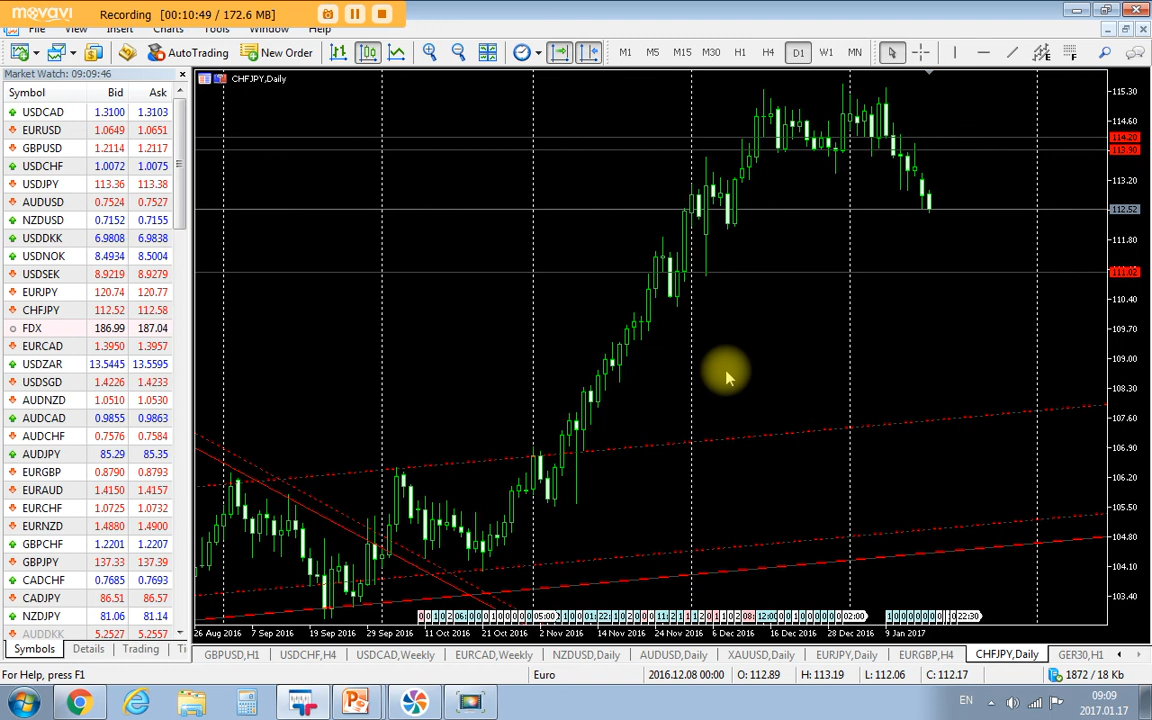 movavi Recording (00:10:49 / 172.6 MB)
File View Insert Charts Tools Window Help
AutoTrading New Order M1 M5 M15 M30 H1 H4 D1 W1 MN
Market Watch: 09:09:46
Symbol Bid Ask
USDCAD 1.3100 1.3103
EURUSD 1.0649 1.0651
GBPUSD 1.2114 1.2117
USDCHF 1.0072 1.0075
USDJPY 113.36 113.38
AUDUSD 0.7524 0.7527
NZDUSD 0.7152 0.7155
USDDKK 6.9808 6.9838
USDNOK 8.4934 8.5004
USDSEK 8.9219 8.9279
EURJPY 120.74 120.77
CHFJPY 112.52 112.58
FDX 186.99 187.04
EURCAD 1.3951 1.3957
USDZAR 13.5445 13.5595
USDSGD 1.4226 1.4233
AUDNZD 1.0510 1.0530
AUDCAD 0.9855 0.9863
AUDCHF 0.7576 0.7584
AUDJPY 85.29 85.35
EURGBP 0.8790 0.8793
EURAUD 1.4150 1.4157
EURCHF 1.0725 1.0732
EURNZD 1.4880 1.4900
GBPCHF 1.2201 1.2207
GBPJPY 137.33 137.39
CADCHF 0.7685 0.7693
CADJPY 86.51 86.57
NZDJPY 81.06 81.14
AUDDKK 5.2527 5.2557
Symbols Details Trading
CHFJPY,Daily
115.30
114.60
114.20
113.90
113.20
112.52
111.80
111.02
110.40
109.70
109.00
108.30
107.60
106.90
106.20
105.50
104.80
104.10
103.40
05:00
12:00
02:00
22:30
26 Aug 2016 7 Sep 2016 19 Sep 2016 29 Sep 2016 11 Oct 2016 21 Oct 2016 2 Nov 2016 14 Nov 2016 24 Nov 2016 6 Dec 2016 16 Dec 2016 28 Dec 2016 9 Jan 2017
GBPUSD,H1 USDCHF,H4 USDCAD,Weekly EURCAD,Weekly NZDUSD,Daily AUDUSD,Daily XAUUSD,Daily EURJPY,Daily EURGBP,H4 CHFJPY,Daily GER30,H1
For Help, press F1 Euro 2016.12.08 00:00 O: 112.89 H: 113.19 L: 112.06 C: 112.17 1872 / 18 Kb
EN 09:09
2017.01.17